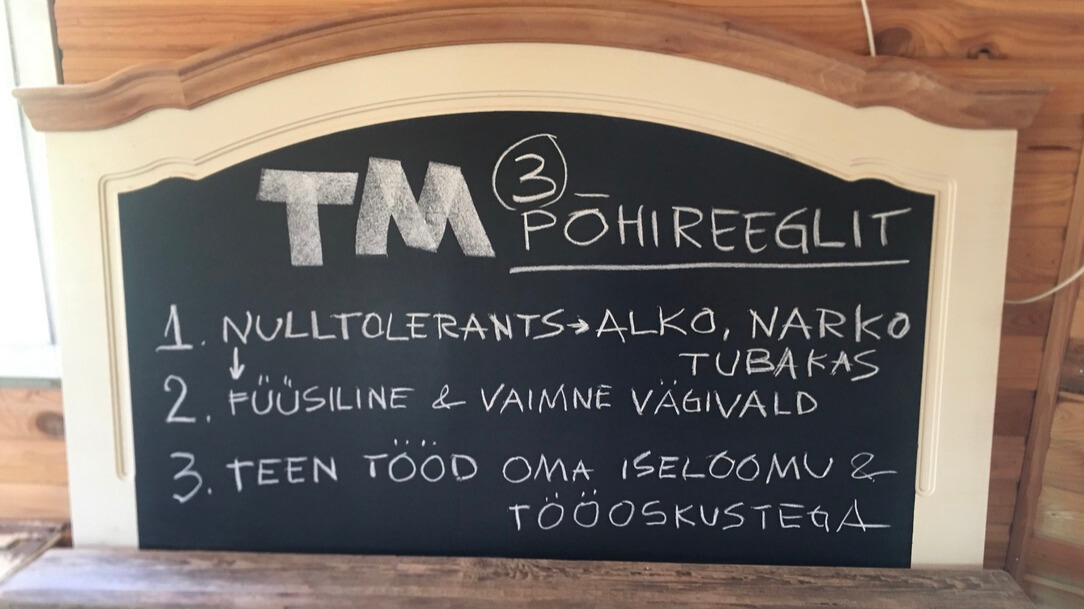 TM ③ PÕHIREEGLIT
1. NULLTOLERANTS → ALKO, NARKO
TUBAKAS
↓
2. FÜÜSILINE & VAIMNE VÄGIVALD
3. TEEN TÖÖD OMA ISELOOMU &
TÖÖOSKUSTEGA